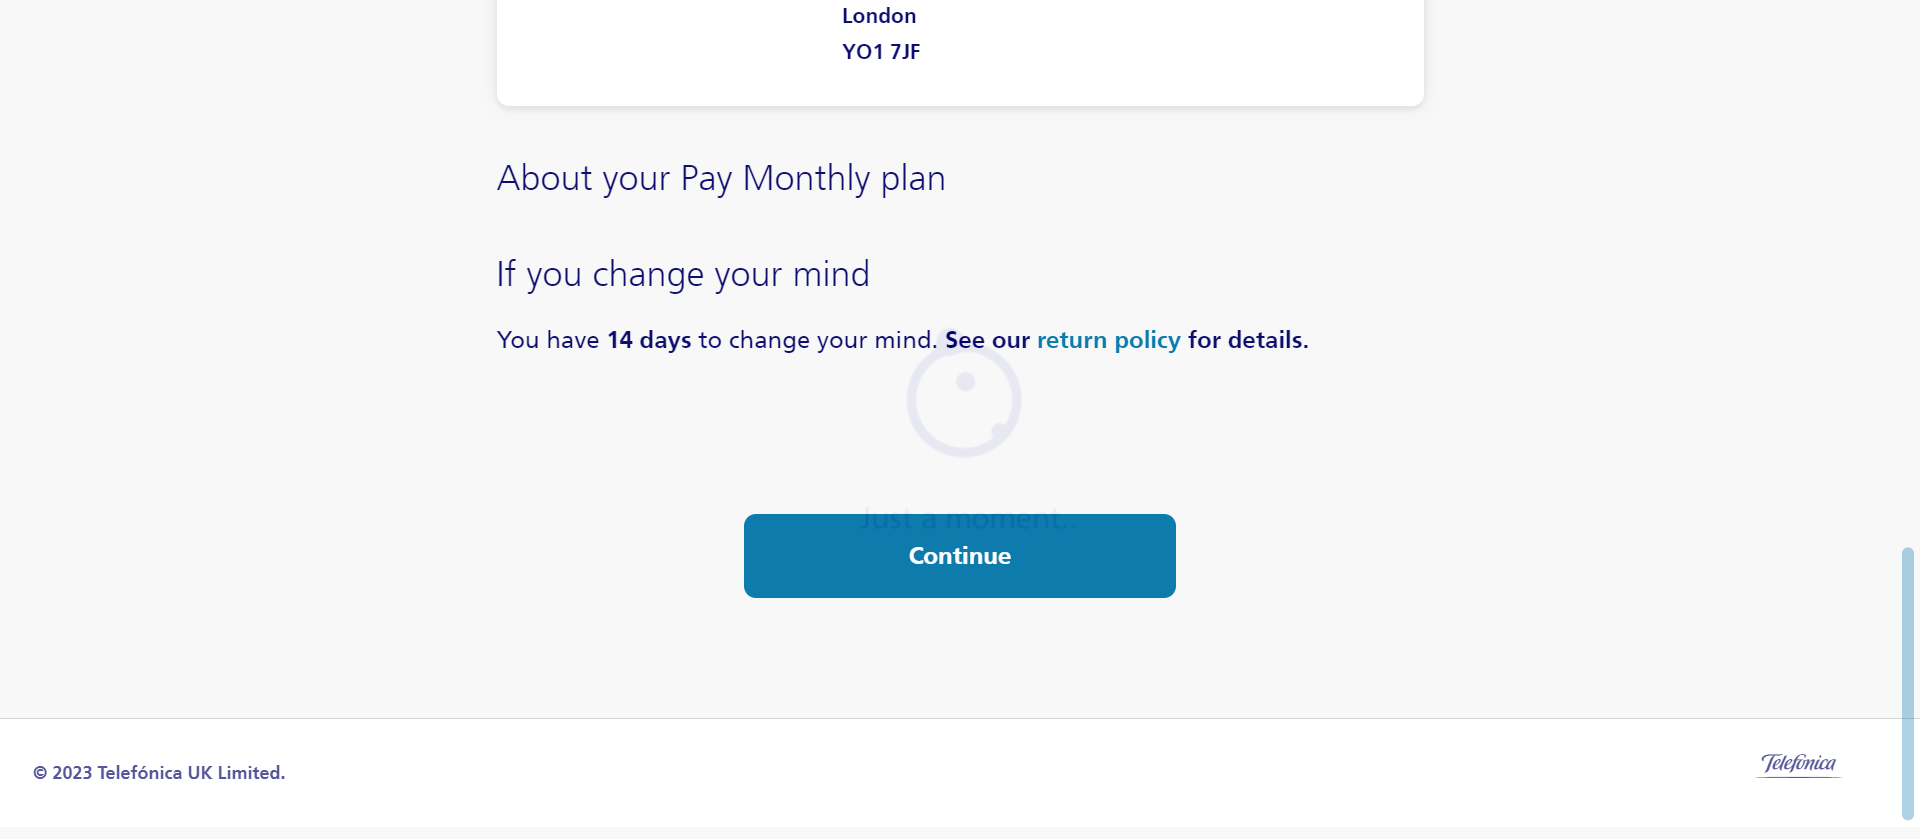 London
YO1 7JF
About your Pay Monthly plan
If you change your mind
You have 14 days to change your mind. See our return policy for details.
Just a moment..
Continue
© 2023 Telefónica UK Limited.
Telefónica